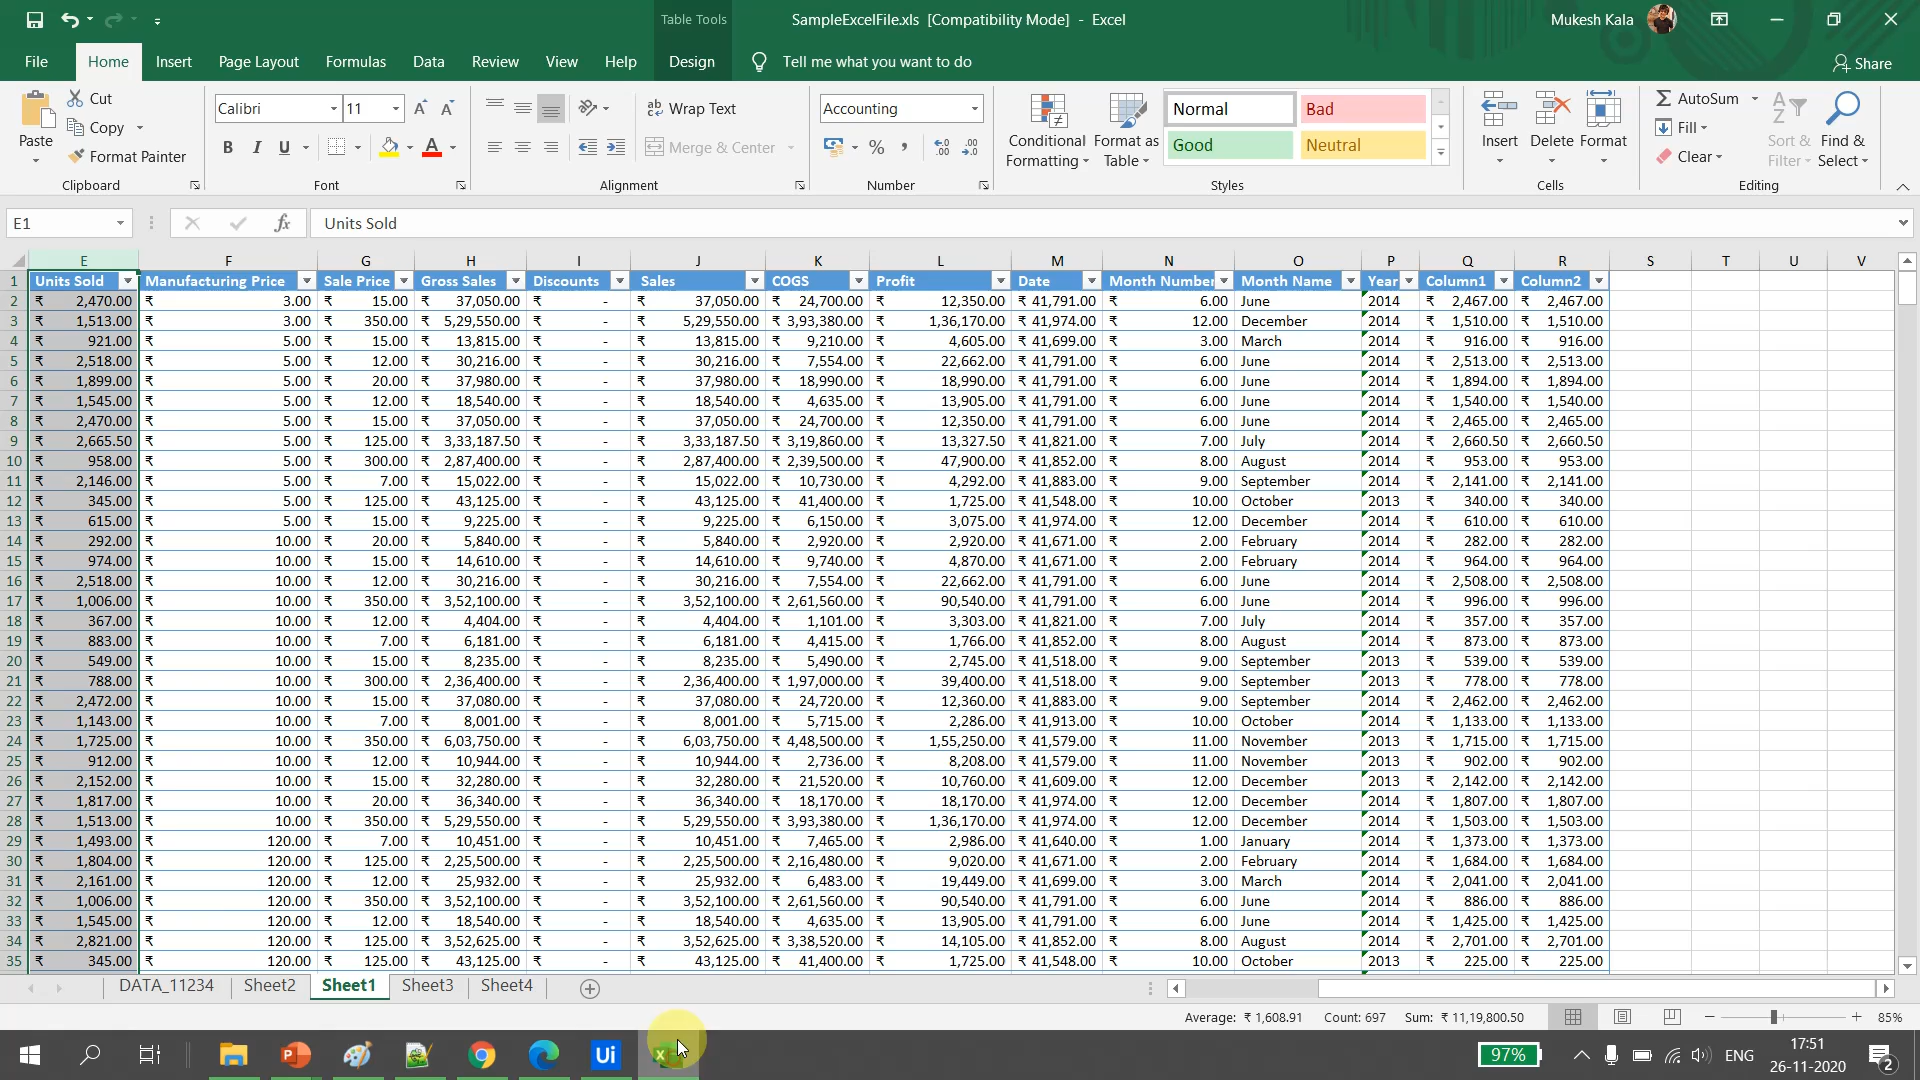 Table Tools
SampleExcelFile.xls [Compatibility Mode] - Excel
Mukesh Kala
File Home Insert Page Layout Formulas Data Review View Help Design Tell me what you want to do Share
Paste
Cut
Copy
Format Painter
Clipboard
Calibri 11
B I U A
Font
ab Wrap Text
Merge & Center
Alignment
Accounting
% ,
Number
Conditional Formatting
Format as Table
Normal Bad
Good Neutral
Styles
Insert Delete Format
Cells
AutoSum
Fill
Clear
Sort & Filter
Find & Select
Editing
E1 fx Units Sold
E F G H I J K L M N O P Q R S T U V
1 Units Sold Manufacturing Price Sale Price Gross Sales Discounts Sales COGS Profit Date Month Number Month Name Year Column1 Column2
2 ₹ 2,470.00 ₹ 3.00 ₹ 15.00 ₹ 37,050.00 ₹ - ₹ 37,050.00 ₹ 24,700.00 ₹ 12,350.00 ₹ 41,791.00 ₹ 6.00 June 2014 ₹ 2,467.00 ₹ 2,467.00
3 ₹ 1,513.00 ₹ 3.00 ₹ 350.00 ₹ 5,29,550.00 ₹ - ₹ 5,29,550.00 ₹ 3,93,380.00 ₹ 1,36,170.00 ₹ 41,974.00 ₹ 12.00 December 2014 ₹ 1,510.00 ₹ 1,510.00
4 ₹ 921.00 ₹ 5.00 ₹ 15.00 ₹ 13,815.00 ₹ - ₹ 13,815.00 ₹ 9,210.00 ₹ 4,605.00 ₹ 41,699.00 ₹ 3.00 March 2014 ₹ 916.00 ₹ 916.00
5 ₹ 2,518.00 ₹ 5.00 ₹ 12.00 ₹ 30,216.00 ₹ - ₹ 30,216.00 ₹ 7,554.00 ₹ 22,662.00 ₹ 41,791.00 ₹ 6.00 June 2014 ₹ 2,513.00 ₹ 2,513.00
6 ₹ 1,899.00 ₹ 5.00 ₹ 20.00 ₹ 37,980.00 ₹ - ₹ 37,980.00 ₹ 18,990.00 ₹ 18,990.00 ₹ 41,791.00 ₹ 6.00 June 2014 ₹ 1,894.00 ₹ 1,894.00
7 ₹ 1,545.00 ₹ 5.00 ₹ 12.00 ₹ 18,540.00 ₹ - ₹ 18,540.00 ₹ 4,635.00 ₹ 13,905.00 ₹ 41,791.00 ₹ 6.00 June 2014 ₹ 1,540.00 ₹ 1,540.00
8 ₹ 2,470.00 ₹ 5.00 ₹ 15.00 ₹ 37,050.00 ₹ - ₹ 37,050.00 ₹ 24,700.00 ₹ 12,350.00 ₹ 41,791.00 ₹ 6.00 June 2014 ₹ 2,465.00 ₹ 2,465.00
9 ₹ 2,665.50 ₹ 5.00 ₹ 125.00 ₹ 3,33,187.50 ₹ - ₹ 3,33,187.50 ₹ 3,19,860.00 ₹ 13,327.50 ₹ 41,821.00 ₹ 7.00 July 2014 ₹ 2,660.50 ₹ 2,660.50
10 ₹ 958.00 ₹ 5.00 ₹ 300.00 ₹ 2,87,400.00 ₹ - ₹ 2,87,400.00 ₹ 2,39,500.00 ₹ 47,900.00 ₹ 41,852.00 ₹ 8.00 August 2014 ₹ 953.00 ₹ 953.00
11 ₹ 2,146.00 ₹ 5.00 ₹ 7.00 ₹ 15,022.00 ₹ - ₹ 15,022.00 ₹ 10,730.00 ₹ 4,292.00 ₹ 41,883.00 ₹ 9.00 September 2014 ₹ 2,141.00 ₹ 2,141.00
12 ₹ 345.00 ₹ 5.00 ₹ 125.00 ₹ 43,125.00 ₹ - ₹ 43,125.00 ₹ 41,400.00 ₹ 1,725.00 ₹ 41,548.00 ₹ 10.00 October 2013 ₹ 340.00 ₹ 340.00
13 ₹ 615.00 ₹ 5.00 ₹ 15.00 ₹ 9,225.00 ₹ - ₹ 9,225.00 ₹ 6,150.00 ₹ 3,075.00 ₹ 41,974.00 ₹ 12.00 December 2014 ₹ 610.00 ₹ 610.00
14 ₹ 292.00 ₹ 10.00 ₹ 20.00 ₹ 5,840.00 ₹ - ₹ 5,840.00 ₹ 2,920.00 ₹ 2,920.00 ₹ 41,671.00 ₹ 2.00 February 2014 ₹ 282.00 ₹ 282.00
15 ₹ 974.00 ₹ 10.00 ₹ 15.00 ₹ 14,610.00 ₹ - ₹ 14,610.00 ₹ 9,740.00 ₹ 4,870.00 ₹ 41,671.00 ₹ 2.00 February 2014 ₹ 964.00 ₹ 964.00
16 ₹ 2,518.00 ₹ 10.00 ₹ 12.00 ₹ 30,216.00 ₹ - ₹ 30,216.00 ₹ 7,554.00 ₹ 22,662.00 ₹ 41,791.00 ₹ 6.00 June 2014 ₹ 2,508.00 ₹ 2,508.00
17 ₹ 1,006.00 ₹ 10.00 ₹ 350.00 ₹ 3,52,100.00 ₹ - ₹ 3,52,100.00 ₹ 2,61,560.00 ₹ 90,540.00 ₹ 41,791.00 ₹ 6.00 June 2014 ₹ 996.00 ₹ 996.00
18 ₹ 367.00 ₹ 10.00 ₹ 12.00 ₹ 4,404.00 ₹ - ₹ 4,404.00 ₹ 1,101.00 ₹ 3,303.00 ₹ 41,821.00 ₹ 7.00 July 2014 ₹ 357.00 ₹ 357.00
19 ₹ 883.00 ₹ 10.00 ₹ 7.00 ₹ 6,181.00 ₹ - ₹ 6,181.00 ₹ 4,415.00 ₹ 1,766.00 ₹ 41,852.00 ₹ 8.00 August 2014 ₹ 873.00 ₹ 873.00
20 ₹ 549.00 ₹ 10.00 ₹ 15.00 ₹ 8,235.00 ₹ - ₹ 8,235.00 ₹ 5,490.00 ₹ 2,745.00 ₹ 41,518.00 ₹ 9.00 September 2013 ₹ 539.00 ₹ 539.00
21 ₹ 788.00 ₹ 10.00 ₹ 300.00 ₹ 2,36,400.00 ₹ - ₹ 2,36,400.00 ₹ 1,97,000.00 ₹ 39,400.00 ₹ 41,518.00 ₹ 9.00 September 2013 ₹ 778.00 ₹ 778.00
22 ₹ 2,472.00 ₹ 10.00 ₹ 15.00 ₹ 37,080.00 ₹ - ₹ 37,080.00 ₹ 24,720.00 ₹ 12,360.00 ₹ 41,883.00 ₹ 9.00 September 2014 ₹ 2,462.00 ₹ 2,462.00
23 ₹ 1,143.00 ₹ 10.00 ₹ 7.00 ₹ 8,001.00 ₹ - ₹ 8,001.00 ₹ 5,715.00 ₹ 2,286.00 ₹ 41,913.00 ₹ 10.00 October 2014 ₹ 1,133.00 ₹ 1,133.00
24 ₹ 1,725.00 ₹ 10.00 ₹ 350.00 ₹ 6,03,750.00 ₹ - ₹ 6,03,750.00 ₹ 4,48,500.00 ₹ 1,55,250.00 ₹ 41,579.00 ₹ 11.00 November 2013 ₹ 1,715.00 ₹ 1,715.00
25 ₹ 912.00 ₹ 10.00 ₹ 12.00 ₹ 10,944.00 ₹ - ₹ 10,944.00 ₹ 2,736.00 ₹ 8,208.00 ₹ 41,579.00 ₹ 11.00 November 2013 ₹ 902.00 ₹ 902.00
26 ₹ 2,152.00 ₹ 10.00 ₹ 15.00 ₹ 32,280.00 ₹ - ₹ 32,280.00 ₹ 21,520.00 ₹ 10,760.00 ₹ 41,609.00 ₹ 12.00 December 2013 ₹ 2,142.00 ₹ 2,142.00
27 ₹ 1,817.00 ₹ 10.00 ₹ 20.00 ₹ 36,340.00 ₹ - ₹ 36,340.00 ₹ 18,170.00 ₹ 18,170.00 ₹ 41,974.00 ₹ 12.00 December 2014 ₹ 1,807.00 ₹ 1,807.00
28 ₹ 1,513.00 ₹ 10.00 ₹ 350.00 ₹ 5,29,550.00 ₹ - ₹ 5,29,550.00 ₹ 3,93,380.00 ₹ 1,36,170.00 ₹ 41,974.00 ₹ 12.00 December 2014 ₹ 1,503.00 ₹ 1,503.00
29 ₹ 1,493.00 ₹ 120.00 ₹ 7.00 ₹ 10,451.00 ₹ - ₹ 10,451.00 ₹ 7,465.00 ₹ 2,986.00 ₹ 41,640.00 ₹ 1.00 January 2014 ₹ 1,373.00 ₹ 1,373.00
30 ₹ 1,804.00 ₹ 120.00 ₹ 125.00 ₹ 2,25,500.00 ₹ - ₹ 2,25,500.00 ₹ 2,16,480.00 ₹ 9,020.00 ₹ 41,671.00 ₹ 2.00 February 2014 ₹ 1,684.00 ₹ 1,684.00
31 ₹ 2,161.00 ₹ 120.00 ₹ 12.00 ₹ 25,932.00 ₹ - ₹ 25,932.00 ₹ 6,483.00 ₹ 19,449.00 ₹ 41,699.00 ₹ 3.00 March 2014 ₹ 2,041.00 ₹ 2,041.00
32 ₹ 1,006.00 ₹ 120.00 ₹ 350.00 ₹ 3,52,100.00 ₹ - ₹ 3,52,100.00 ₹ 2,61,560.00 ₹ 90,540.00 ₹ 41,791.00 ₹ 6.00 June 2014 ₹ 886.00 ₹ 886.00
33 ₹ 1,545.00 ₹ 120.00 ₹ 12.00 ₹ 18,540.00 ₹ - ₹ 18,540.00 ₹ 4,635.00 ₹ 13,905.00 ₹ 41,791.00 ₹ 6.00 June 2014 ₹ 1,425.00 ₹ 1,425.00
34 ₹ 2,821.00 ₹ 120.00 ₹ 125.00 ₹ 3,52,625.00 ₹ - ₹ 3,52,625.00 ₹ 3,38,520.00 ₹ 14,105.00 ₹ 41,852.00 ₹ 8.00 August 2014 ₹ 2,701.00 ₹ 2,701.00
35 ₹ 345.00 ₹ 120.00 ₹ 125.00 ₹ 43,125.00 ₹ - ₹ 43,125.00 ₹ 41,400.00 ₹ 1,725.00 ₹ 41,548.00 ₹ 10.00 October 2013 ₹ 225.00 ₹ 225.00
DATA_11234 Sheet2 Sheet1 Sheet3 Sheet4
Average: ₹ 1,608.91 Count: 697 Sum: ₹ 11,19,800.50 85%
Ui 97% ENG
17:51
26-11-2020
2